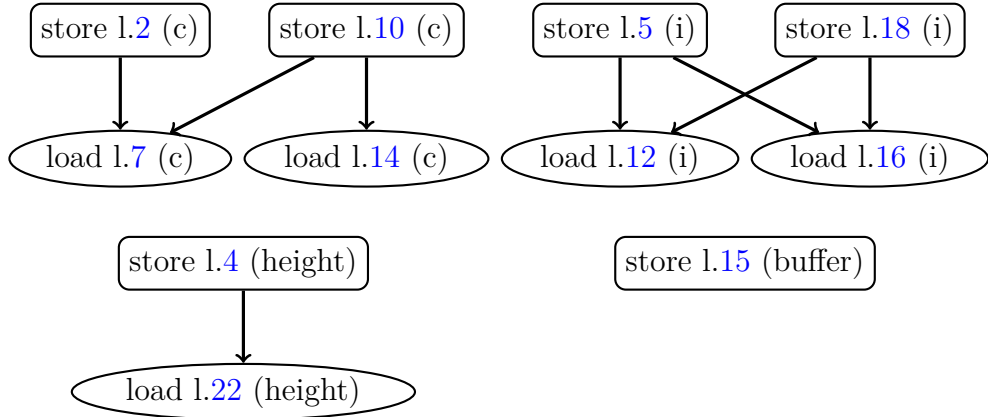 store l.2 (c)
store l.10 (c)
store l.5 (i)
store l.18 (i)
load l.7 (c)
load l.14 (c)
load l.12 (i)
load l.16 (i)
store l.4 (height)
store l.15 (buffer)
load l.22 (height)